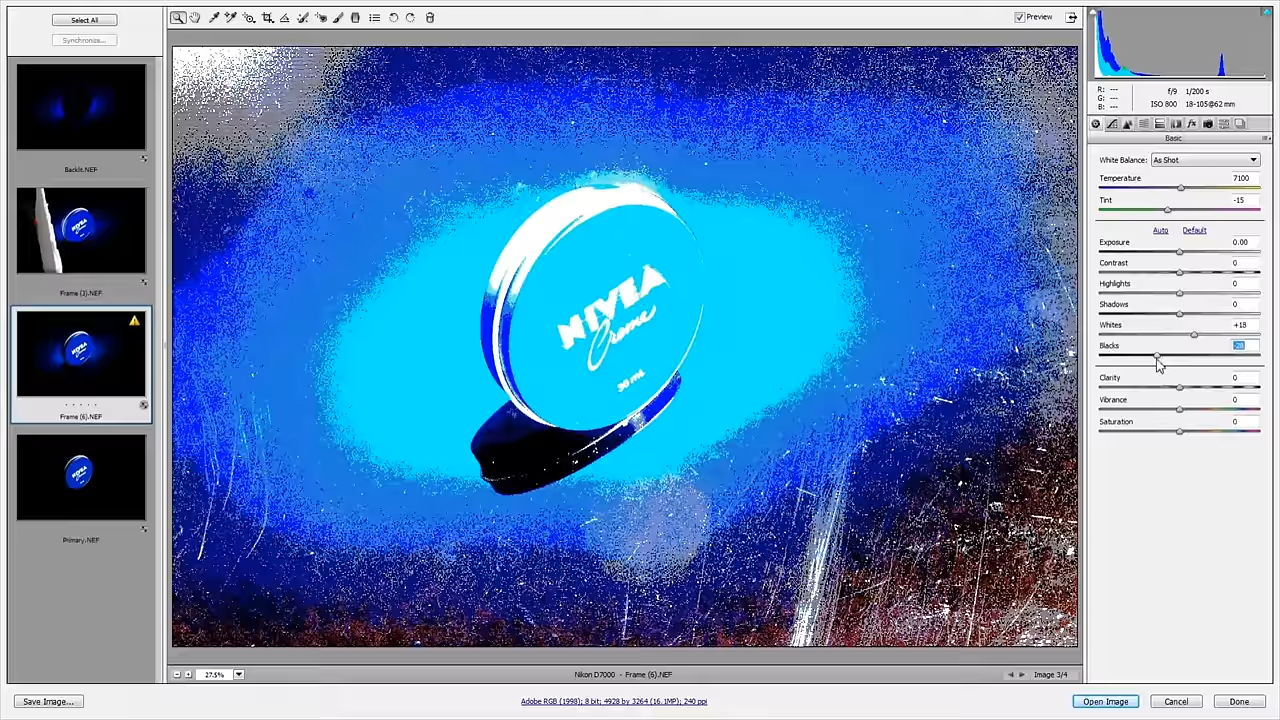 Select All
Synchronize...
Backlit.NEF
Frame (3).NEF
Frame (6).NEF
Primary.NEF
Preview
NIVEA
Creme
30 mL
27.5%
Nikon D7000 - Frame (6).NEF
Image 3/4
R: ---
G: ---
B: ---
f/9 1/200 s
ISO 800 18-105@62 mm
Basic
White Balance: As Shot
Temperature 7100
Tint -15
Auto Default
Exposure 0.00
Contrast 0
Highlights 0
Shadows 0
Whites +18
Blacks -28
Clarity 0
Vibrance 0
Saturation 0
Save Image...
Adobe RGB (1998); 8 bit; 4928 by 3264 (16.1MP); 240 ppi
Open Image
Cancel
Done